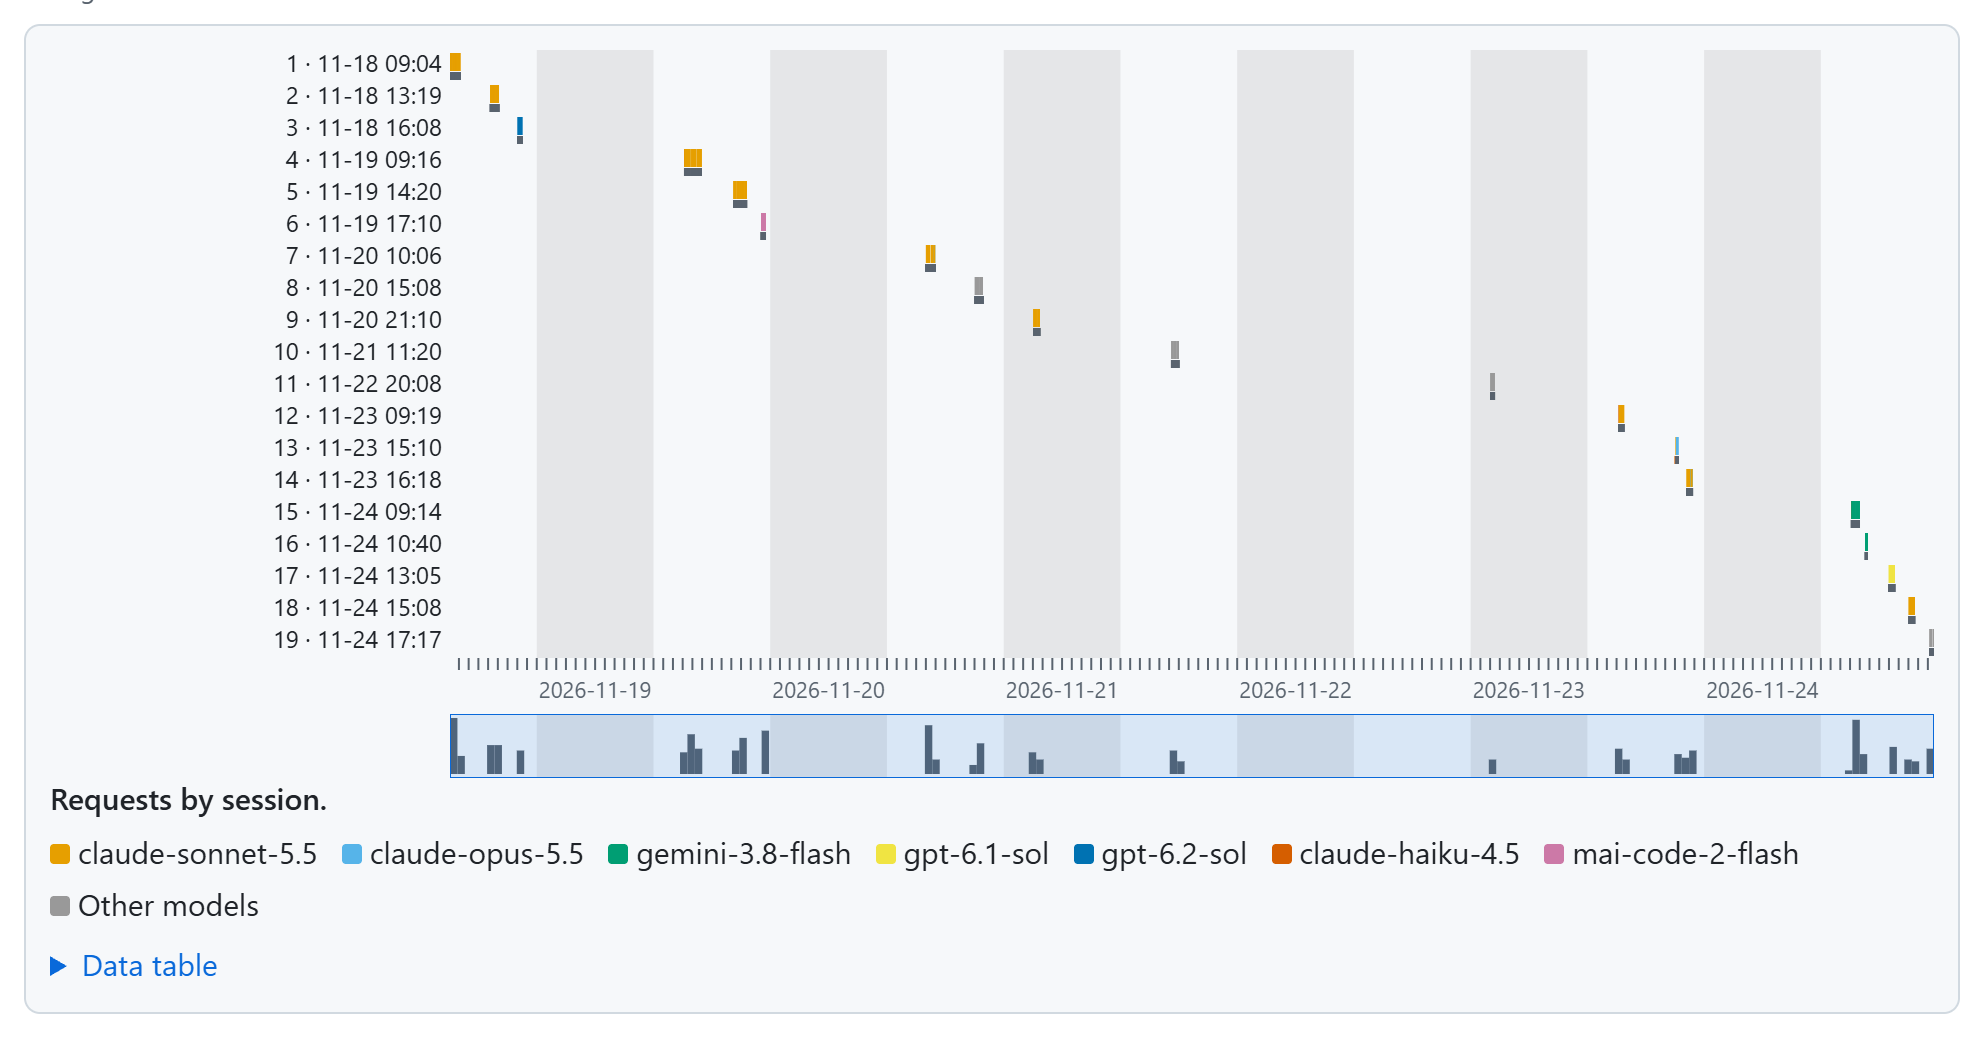 1 · 11-18 09:04
2 · 11-18 13:19
3 · 11-18 16:08
4 · 11-19 09:16
5 · 11-19 14:20
6 · 11-19 17:10
7 · 11-20 10:06
8 · 11-20 15:08
9 · 11-20 21:10
10 · 11-21 11:20
11 · 11-22 20:08
12 · 11-23 09:19
13 · 11-23 15:10
14 · 11-23 16:18
15 · 11-24 09:14
16 · 11-24 10:40
17 · 11-24 13:05
18 · 11-24 15:08
19 · 11-24 17:17
2026-11-19 2026-11-20 2026-11-21 2026-11-22 2026-11-23 2026-11-24
Requests by session.
claude-sonnet-5.5 claude-opus-5.5 gemini-3.8-flash gpt-6.1-sol gpt-6.2-sol claude-haiku-4.5 mai-code-2-flash
Other models
Data table